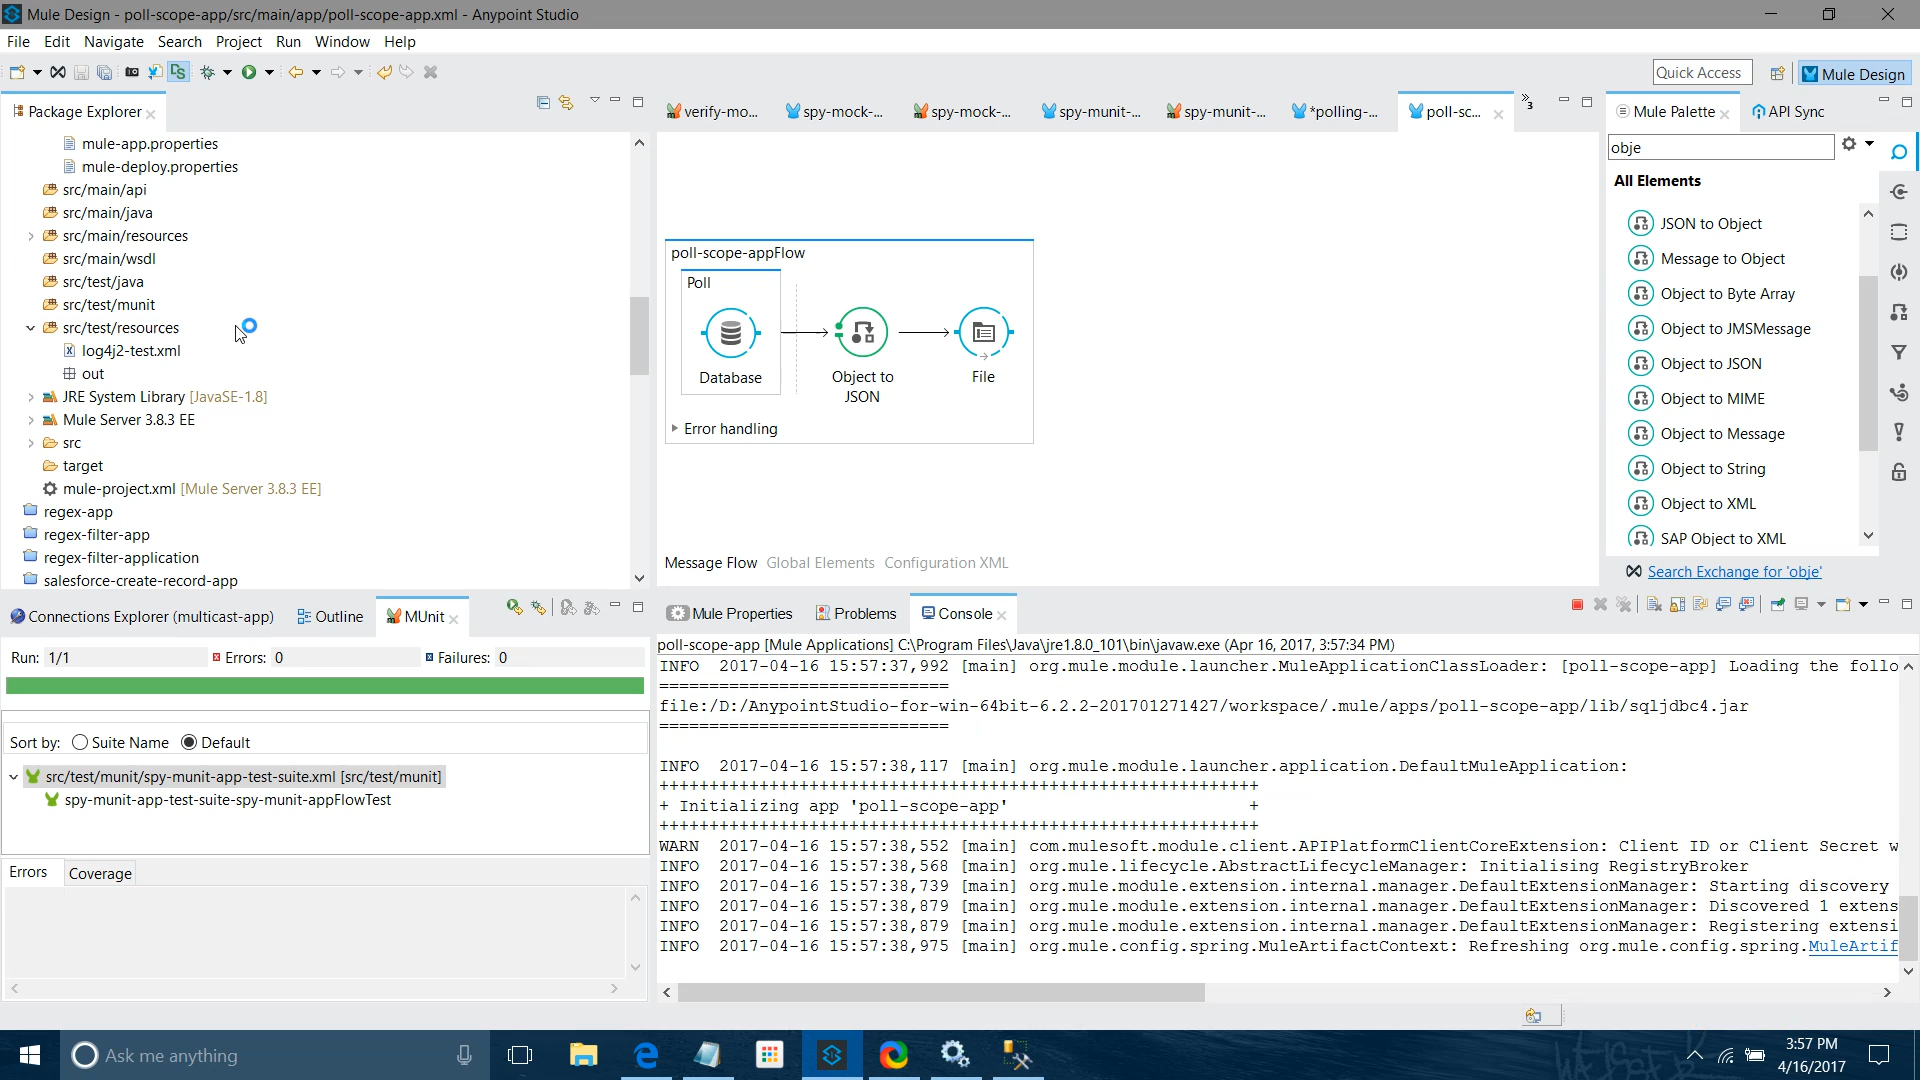 Mule Design - poll-scope-app/src/main/app/poll-scope-app.xml - Anypoint Studio
File Edit Navigate Search Project Run Window Help
Quick Access
Mule Design
Package Explorer
mule-app.properties
mule-deploy.properties
src/main/api
src/main/java
src/main/resources
src/main/wsdl
src/test/java
src/test/munit
src/test/resources
log4j2-test.xml
out
JRE System Library [JavaSE-1.8]
Mule Server 3.8.3 EE
src
target
mule-project.xml [Mule Server 3.8.3 EE]
regex-app
regex-filter-app
regex-filter-application
salesforce-create-record-app
verify-mo... spy-mock-... spy-mock-... spy-munit-... spy-munit-... *polling-... poll-sc... »3
poll-scope-appFlow
Poll
Database
Object to JSON
File
Error handling
Message Flow Global Elements Configuration XML
Mule Palette API Sync
obje
All Elements
JSON to Object
Message to Object
Object to Byte Array
Object to JMSMessage
Object to JSON
Object to MIME
Object to Message
Object to String
Object to XML
SAP Object to XML
Search Exchange for 'obje'
Connections Explorer (multicast-app) Outline MUnit
Run: 1/1 Errors: 0 Failures: 0
Sort by: Suite Name Default
src/test/munit/spy-munit-app-test-suite.xml [src/test/munit]
spy-munit-app-test-suite-spy-munit-appFlowTest
Errors Coverage
Mule Properties Problems Console
poll-scope-app [Mule Applications] C:\Program Files\Java\jre1.8.0_101\bin\javaw.exe (Apr 16, 2017, 3:57:34 PM)
INFO 2017-04-16 15:57:37,992 [main] org.mule.module.launcher.MuleApplicationClassLoader: [poll-scope-app] Loading the follo
=============================
file:/D:/AnypointStudio-for-win-64bit-6.2.2-201701271427/workspace/.mule/apps/poll-scope-app/lib/sqljdbc4.jar
=============================
INFO 2017-04-16 15:57:38,117 [main] org.mule.module.launcher.application.DefaultMuleApplication:
++++++++++++++++++++++++++++++++++++++++++++++++++++++++++++
+ Initializing app 'poll-scope-app' +
++++++++++++++++++++++++++++++++++++++++++++++++++++++++++++
WARN 2017-04-16 15:57:38,552 [main] com.mulesoft.module.client.APIPlatformClientCoreExtension: Client ID or Client Secret w
INFO 2017-04-16 15:57:38,568 [main] org.mule.lifecycle.AbstractLifecycleManager: Initialising RegistryBroker
INFO 2017-04-16 15:57:38,739 [main] org.mule.module.extension.internal.manager.DefaultExtensionManager: Starting discovery
INFO 2017-04-16 15:57:38,879 [main] org.mule.module.extension.internal.manager.DefaultExtensionManager: Discovered 1 extens
INFO 2017-04-16 15:57:38,879 [main] org.mule.module.extension.internal.manager.DefaultExtensionManager: Registering extensi
INFO 2017-04-16 15:57:38,975 [main] org.mule.config.spring.MuleArtifactContext: Refreshing org.mule.config.spring.MuleArtif
Ask me anything
3:57 PM
4/16/2017